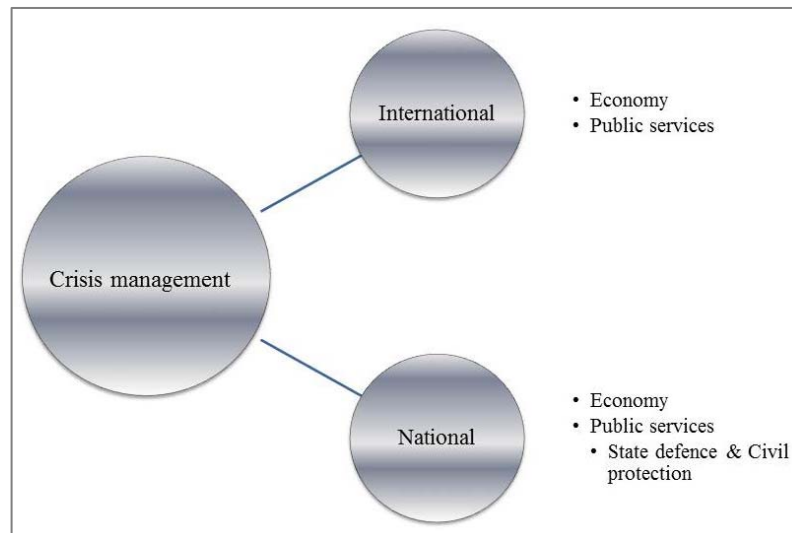 International
• Economy
• Public services
Crisis management
National
• Economy
• Public services
• State defence & Civil
protection